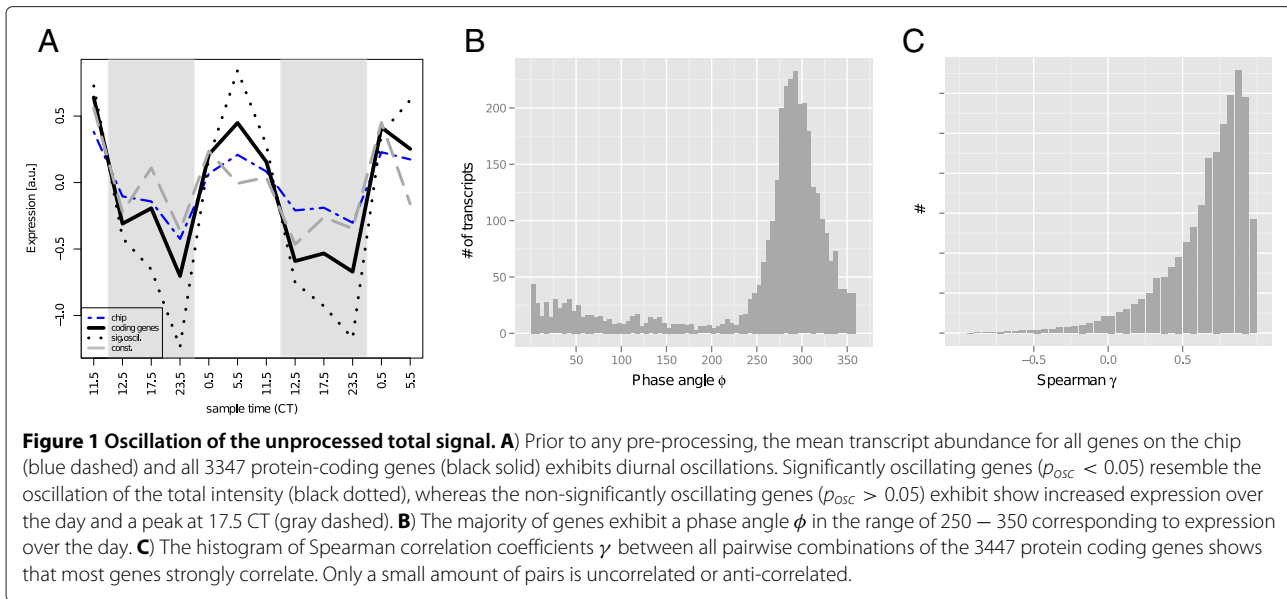 A
B
C
Expression [a.u.]
0.5
0.0
−0.5
−1.0
chip
coding genes
sig.oscil.
const.
11.5
12.5
17.5
23.5
0.5
5.5
11.5
12.5
17.5
23.5
0.5
5.5
sample time (CT)
# of transcripts
200
150
100
50
0
50
100
150
200
250
300
350
Phase angle ϕ
#
−0.5
0.0
0.5
Spearman γ
Figure 1 Oscillation of the unprocessed total signal. A) Prior to any pre-processing, the mean transcript abundance for all genes on the chip
(blue dashed) and all 3347 protein-coding genes (black solid) exhibits diurnal oscillations. Significantly oscillating genes (posc < 0.05) resemble the
oscillation of the total intensity (black dotted), whereas the non-significantly oscillating genes (posc > 0.05) exhibit show increased expression over
the day and a peak at 17.5 CT (gray dashed). B) The majority of genes exhibit a phase angle ϕ in the range of 250 − 350 corresponding to expression
over the day. C) The histogram of Spearman correlation coefficients γ between all pairwise combinations of the 3447 protein coding genes shows
that most genes strongly correlate. Only a small amount of pairs is uncorrelated or anti-correlated.